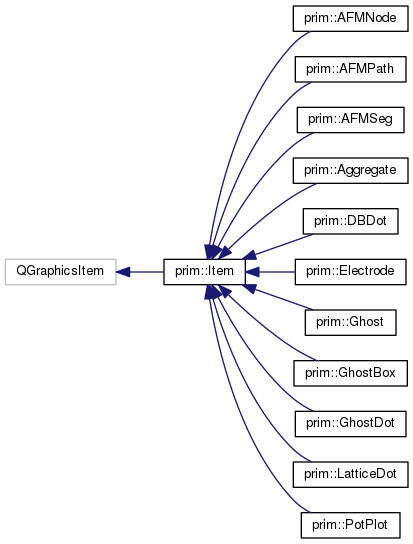 prim::AFMNode
prim::AFMPath
prim::AFMSeg
prim::Aggregate
prim::DBDot
QGraphicsItem
prim::Item
prim::Electrode
prim::Ghost
prim::GhostBox
prim::GhostDot
prim::LatticeDot
prim::PotPlot